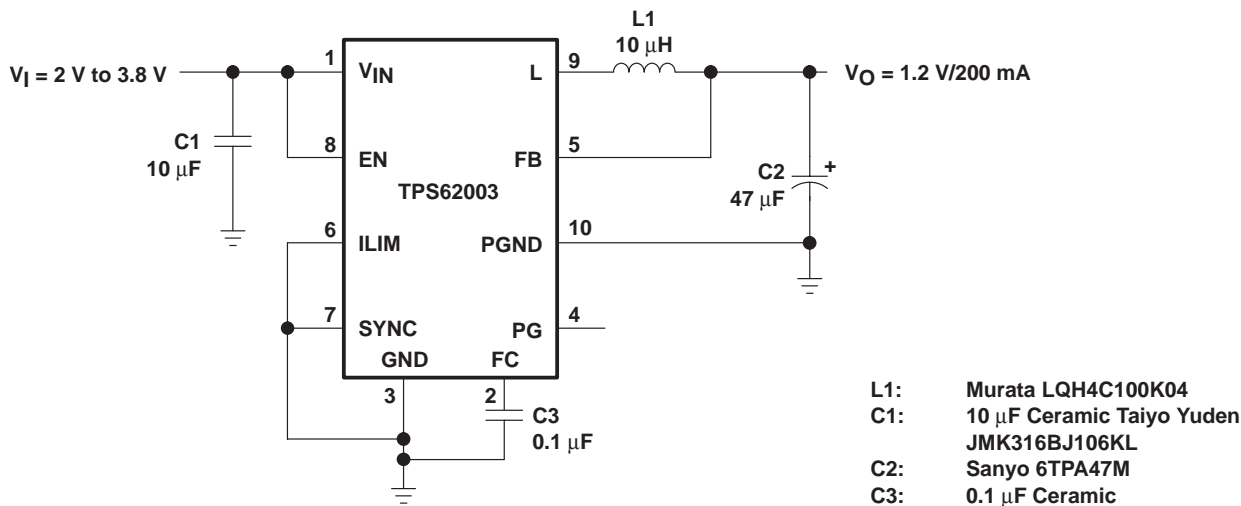 L1
10 μH
VI = 2 V to 3.8 V
1
VIN
L
9
VO = 1.2 V/200 mA
C1
10 μF
8
EN
FB
5
TPS62003
C2
47 μF
+
6
ILIM
PGND
10
7
SYNC
PG
4
GND
FC
3
2
C3
0.1 μF
L1: Murata LQH4C100K04
C1: 10 μF Ceramic Taiyo Yuden
JMK316BJ106KL
C2: Sanyo 6TPA47M
C3: 0.1 μF Ceramic